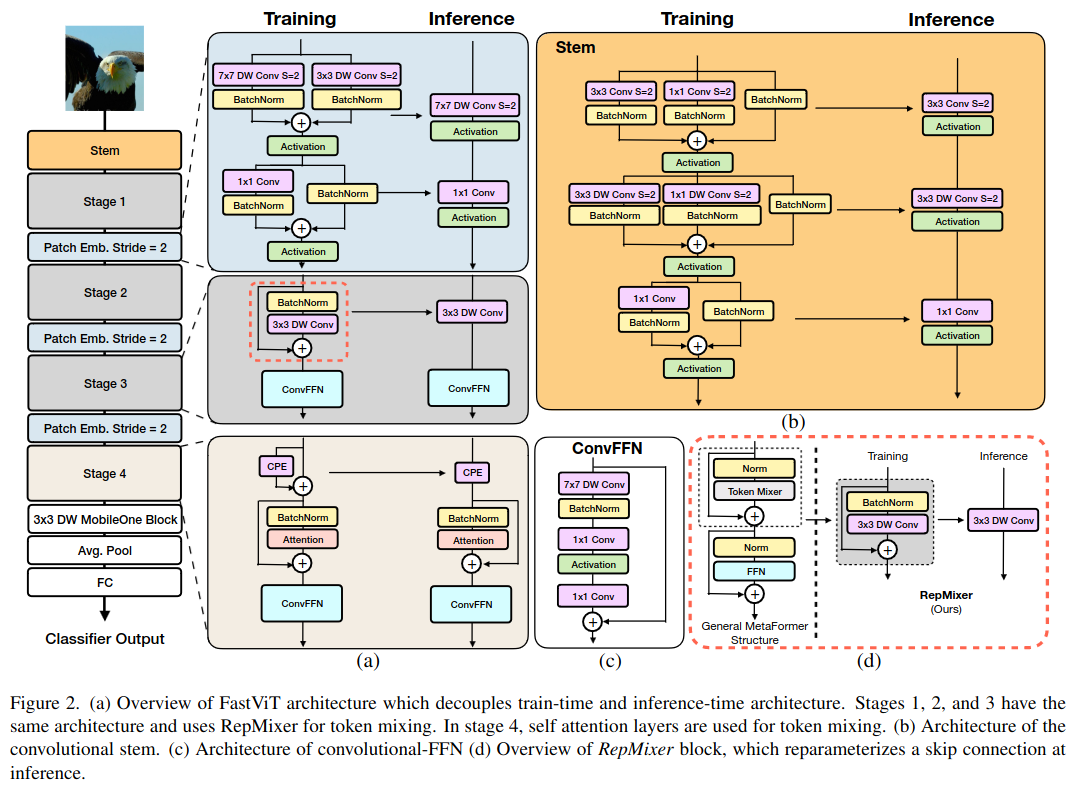 Training
Inference
Training
Inference
Stem
Stage 1
Patch Emb. Stride = 2
Stage 2
Patch Emb. Stride = 2
Stage 3
Patch Emb. Stride = 2
Stage 4
3x3 DW MobileOne Block
Avg. Pool
FC
Classifier Output
7x7 DW Conv S=2
3x3 DW Conv S=2
BatchNorm
BatchNorm
+
Activation
1x1 Conv
BatchNorm
BatchNorm
+
Activation
7x7 DW Conv S=2
Activation
1x1 Conv
Activation
BatchNorm
3x3 DW Conv
+
ConvFFN
3x3 DW Conv
ConvFFN
CPE
+
BatchNorm
Attention
+
ConvFFN
CPE
BatchNorm
Attention
+
ConvFFN
(a)
Stem
3x3 Conv S=2
1x1 Conv S=2
BatchNorm
BatchNorm
BatchNorm
+
Activation
3x3 DW Conv S=2
1x1 DW Conv S=2
BatchNorm
BatchNorm
BatchNorm
+
Activation
1x1 Conv
BatchNorm
BatchNorm
+
Activation
3x3 Conv S=2
Activation
3x3 DW Conv S=2
Activation
1x1 Conv
Activation
(b)
ConvFFN
7x7 DW Conv
BatchNorm
1x1 Conv
Activation
1x1 Conv
+
(c)
Norm
Token Mixer
+
Norm
FFN
+
General MetaFormer
Structure
Training
Inference
BatchNorm
3x3 DW Conv
+
3x3 DW Conv
RepMixer
(Ours)
(d)
Figure 2. (a) Overview of FastViT architecture which decouples train-time and inference-time architecture. Stages 1, 2, and 3 have the
same architecture and uses RepMixer for token mixing. In stage 4, self attention layers are used for token mixing. (b) Architecture of the
convolutional stem. (c) Architecture of convolutional-FFN (d) Overview of RepMixer block, which reparameterizes a skip connection at
inference.